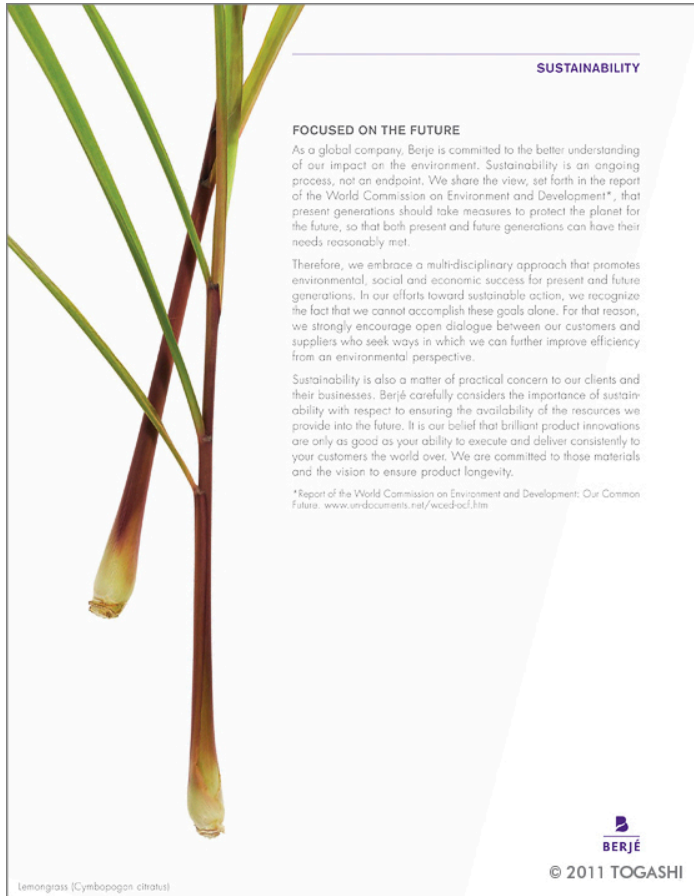 SUSTAINABILITY
FOCUSED ON THE FUTURE
As a global company, Berje is committed to the better understanding
of our impact on the environment. Sustainability is an ongoing
process, not an endpoint. We share the view, set forth in the report
of the World Commission on Environment and Development*, that
present generations should take measures to protect the planet for
the future, so that both present and future generations can have their
needs reasonably met.
Therefore, we embrace a multi-disciplinary approach that promotes
environmental, social and economic success for present and future
generations. In our efforts toward sustainable action, we recognize
the fact that we cannot accomplish these goals alone. For that reason,
we strongly encourage open dialogue between our customers and
suppliers who seek ways in which we can further improve efficiency
from an environmental perspective.
Sustainability is also a matter of practical concern to our clients and
their businesses. Berjé carefully considers the importance of sustain-
ability with respect to ensuring the availability of the resources we
provide into the future. It is our belief that brilliant product innovations
are only as good as your ability to execute and deliver consistently to
your customers the world over. We are committed to those materials
and the vision to ensure product longevity.
*Report of the World Commission on Environment and Development: Our Common
Future. www.un-documents.net/wced-ocf.htm
B
BERJÉ
© 2011 TOGASHI
Lemongrass (Cymbopogon citratus)